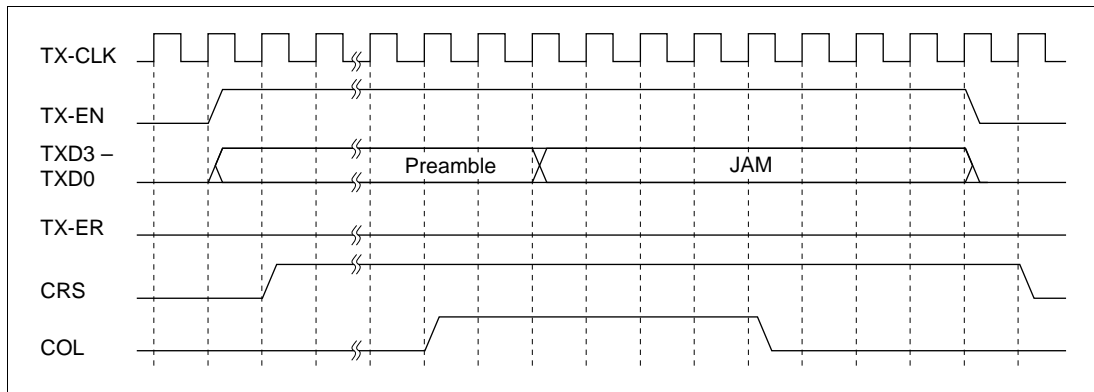 TX-CLK
TX-EN
TXD3 –
TXD0
Preamble
JAM
TX-ER
CRS
COL